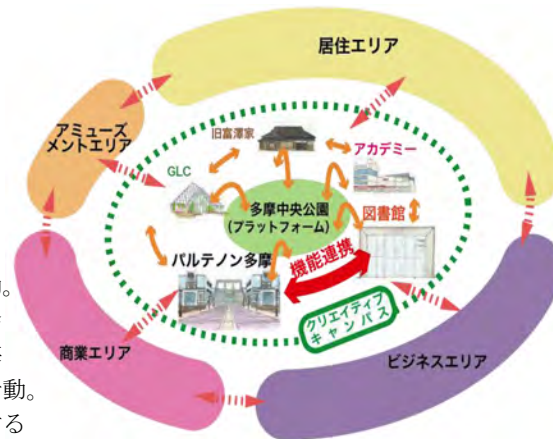 居住エリア
アミューズ
メントエリア
旧富澤家
アカデミー
GLC
多摩中央公園
(プラットフォーム)
図書館
パルテノン多摩
機能連携
クリエイティブ
キャンパス
商業エリア
ビジネスエリア
動。
する